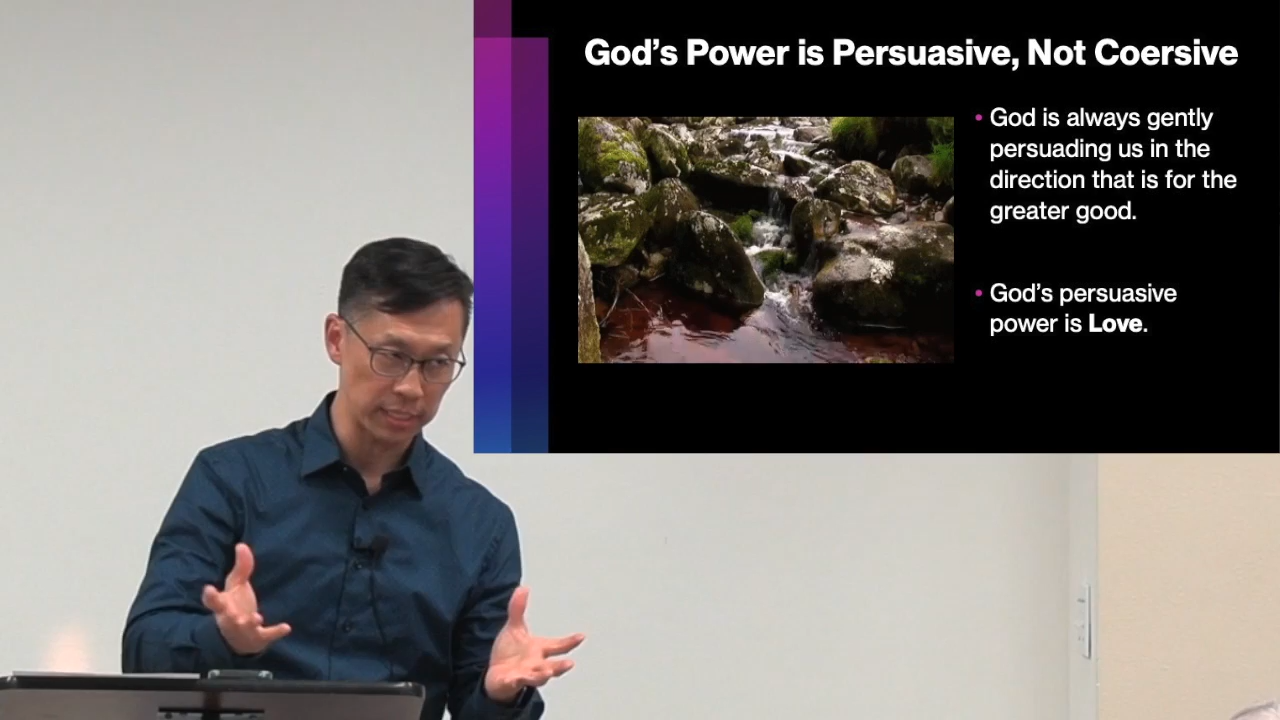 God’s Power is Persuasive, Not Coersive
• God is always gently
persuading us in the
direction that is for the
greater good.
• God’s persuasive
power is Love.